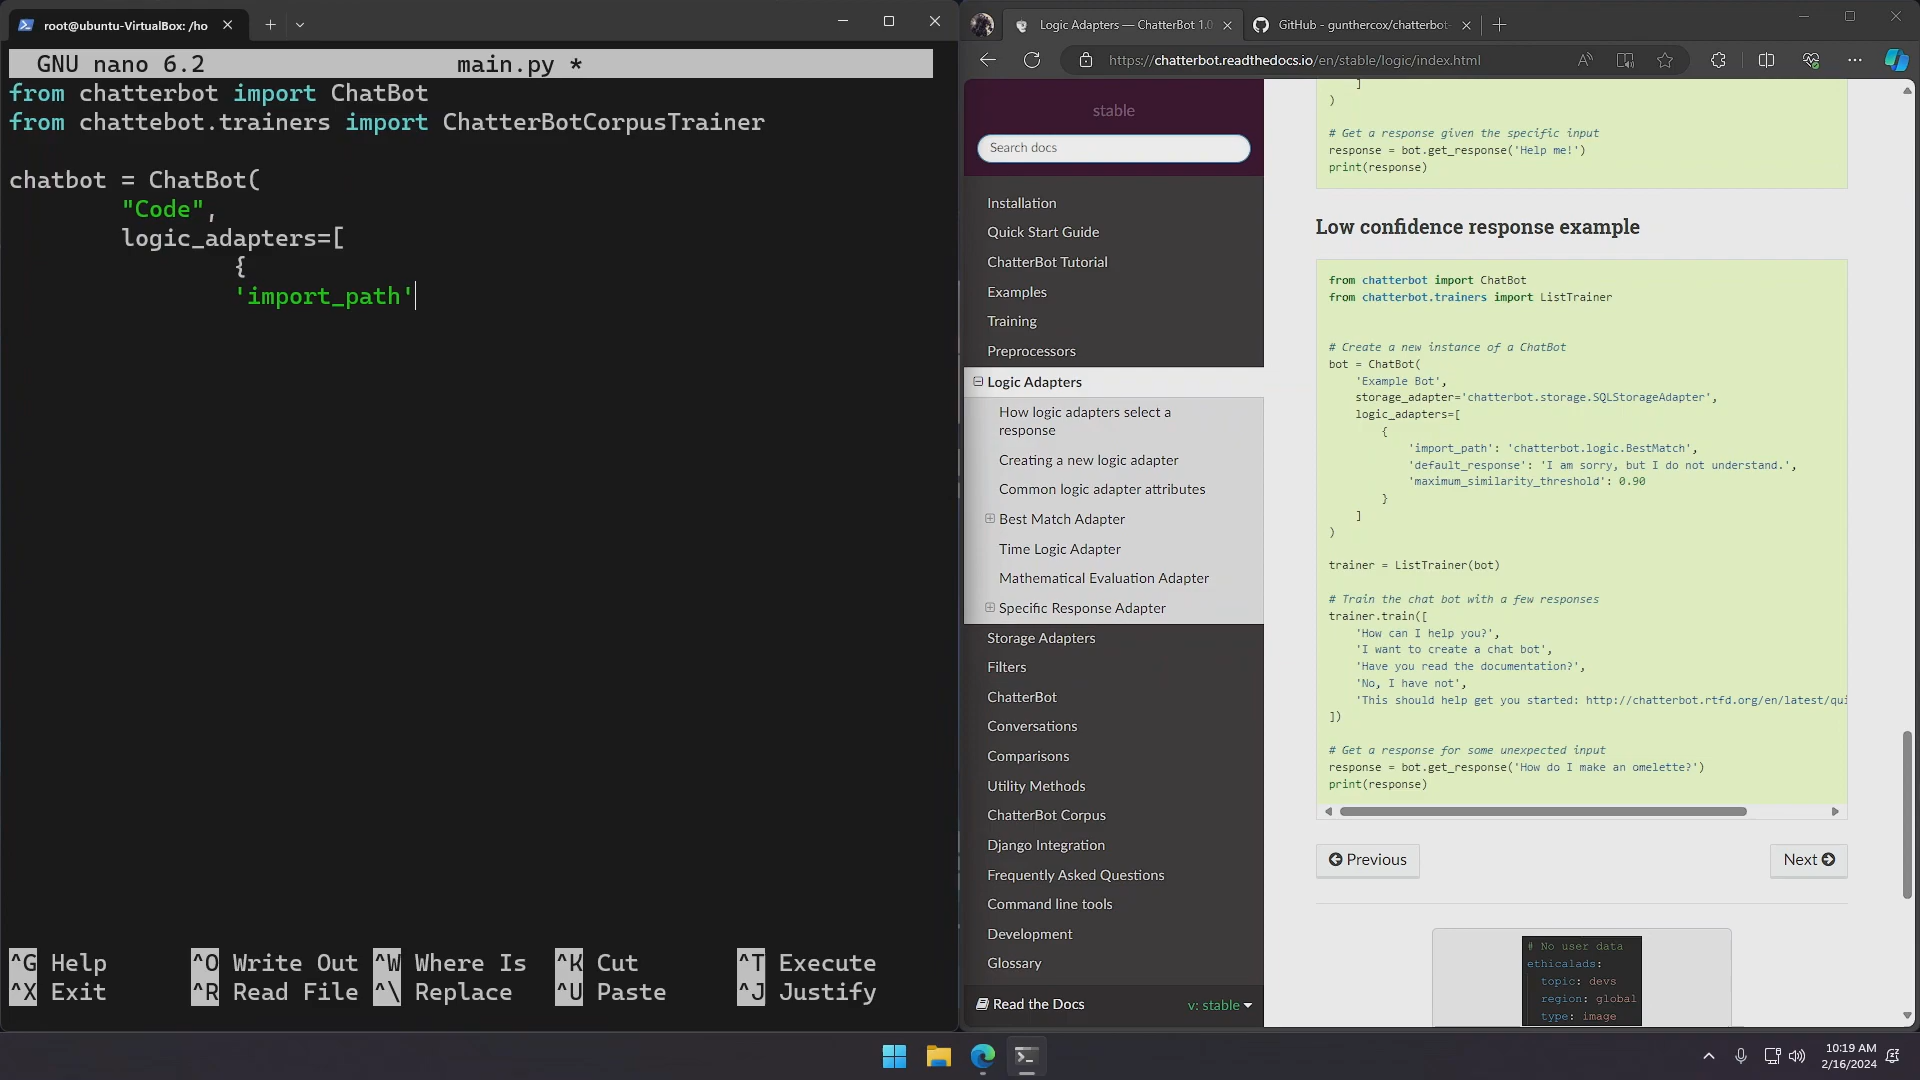 root@ubuntu-VirtualBox: /ho
GNU nano 6.2
main.py *
from chatterbot import ChatBot
from chattebot.trainers import ChatterBotCorpusTrainer
chatbot = ChatBot(
"Code",
logic_adapters=[
{
'import_path'
^G Help
^O Write Out
^W Where Is
^K Cut
^T Execute
^X Exit
^R Read File
^\ Replace
^U Paste
^J Justify
Logic Adapters — ChatterBot 1.0
GitHub - gunthercox/chatterbot-
https://chatterbot.readthedocs.io/en/stable/logic/index.html
stable
Search docs
Installation
Quick Start Guide
ChatterBot Tutorial
Examples
Training
Preprocessors
Logic Adapters
How logic adapters select a
response
Creating a new logic adapter
Common logic adapter attributes
Best Match Adapter
Time Logic Adapter
Mathematical Evaluation Adapter
Specific Response Adapter
Storage Adapters
Filters
ChatterBot
Conversations
Comparisons
Utility Methods
ChatterBot Corpus
Django Integration
Frequently Asked Questions
Command line tools
Development
Glossary
Read the Docs
v: stable
]
)
# Get a response given the specific input
response = bot.get_response('Help me!')
print(response)
Low confidence response example
from chatterbot import ChatBot
from chatterbot.trainers import ListTrainer
# Create a new instance of a ChatBot
bot = ChatBot(
'Example Bot',
storage_adapter='chatterbot.storage.SQLStorageAdapter',
logic_adapters=[
{
'import_path': 'chatterbot.logic.BestMatch',
'default_response': 'I am sorry, but I do not understand.',
'maximum_similarity_threshold': 0.90
}
]
)
trainer = ListTrainer(bot)
# Train the chat bot with a few responses
trainer.train([
'How can I help you?',
'I want to create a chat bot',
'Have you read the documentation?',
'No, I have not',
'This should help get you started: http://chatterbot.rtfd.org/en/latest/qui
])
# Get a response for some unexpected input
response = bot.get_response('How do I make an omelette?')
print(response)
Previous
Next
# No user data
ethicalads:
topic: devs
region: global
type: image
10:19 AM
2/16/2024